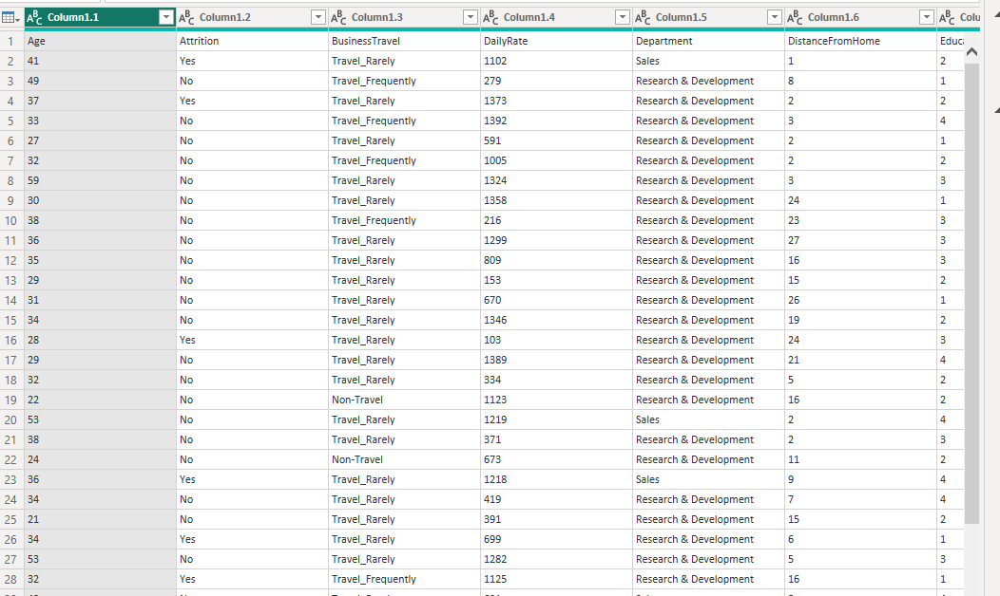 ABC Column1.1 ABC Column1.2 ABC Column1.3 ABC Column1.4 ABC Column1.5 ABC Column1.6 ABC Colu
1 Age Attrition BusinessTravel DailyRate Department DistanceFromHome Educa
2 41 Yes Travel_Rarely 1102 Sales 1 2
3 49 No Travel_Frequently 279 Research & Development 8 1
4 37 Yes Travel_Rarely 1373 Research & Development 2 2
5 33 No Travel_Frequently 1392 Research & Development 3 4
6 27 No Travel_Rarely 591 Research & Development 2 1
7 32 No Travel_Frequently 1005 Research & Development 2 2
8 59 No Travel_Rarely 1324 Research & Development 3 3
9 30 No Travel_Rarely 1358 Research & Development 24 1
10 38 No Travel_Frequently 216 Research & Development 23 3
11 36 No Travel_Rarely 1299 Research & Development 27 3
12 35 No Travel_Rarely 809 Research & Development 16 3
13 29 No Travel_Rarely 153 Research & Development 15 2
14 31 No Travel_Rarely 670 Research & Development 26 1
15 34 No Travel_Rarely 1346 Research & Development 19 2
16 28 Yes Travel_Rarely 103 Research & Development 24 3
17 29 No Travel_Rarely 1389 Research & Development 21 4
18 32 No Travel_Rarely 334 Research & Development 5 2
19 22 No Non-Travel 1123 Research & Development 16 2
20 53 No Travel_Rarely 1219 Sales 2 4
21 38 No Travel_Rarely 371 Research & Development 2 3
22 24 No Non-Travel 673 Research & Development 11 2
23 36 Yes Travel_Rarely 1218 Sales 9 4
24 34 No Travel_Rarely 419 Research & Development 7 4
25 21 No Travel_Rarely 391 Research & Development 15 2
26 34 Yes Travel_Rarely 699 Research & Development 6 1
27 53 No Travel_Rarely 1282 Research & Development 5 3
28 32 Yes Travel_Frequently 1125 Research & Development 16 1